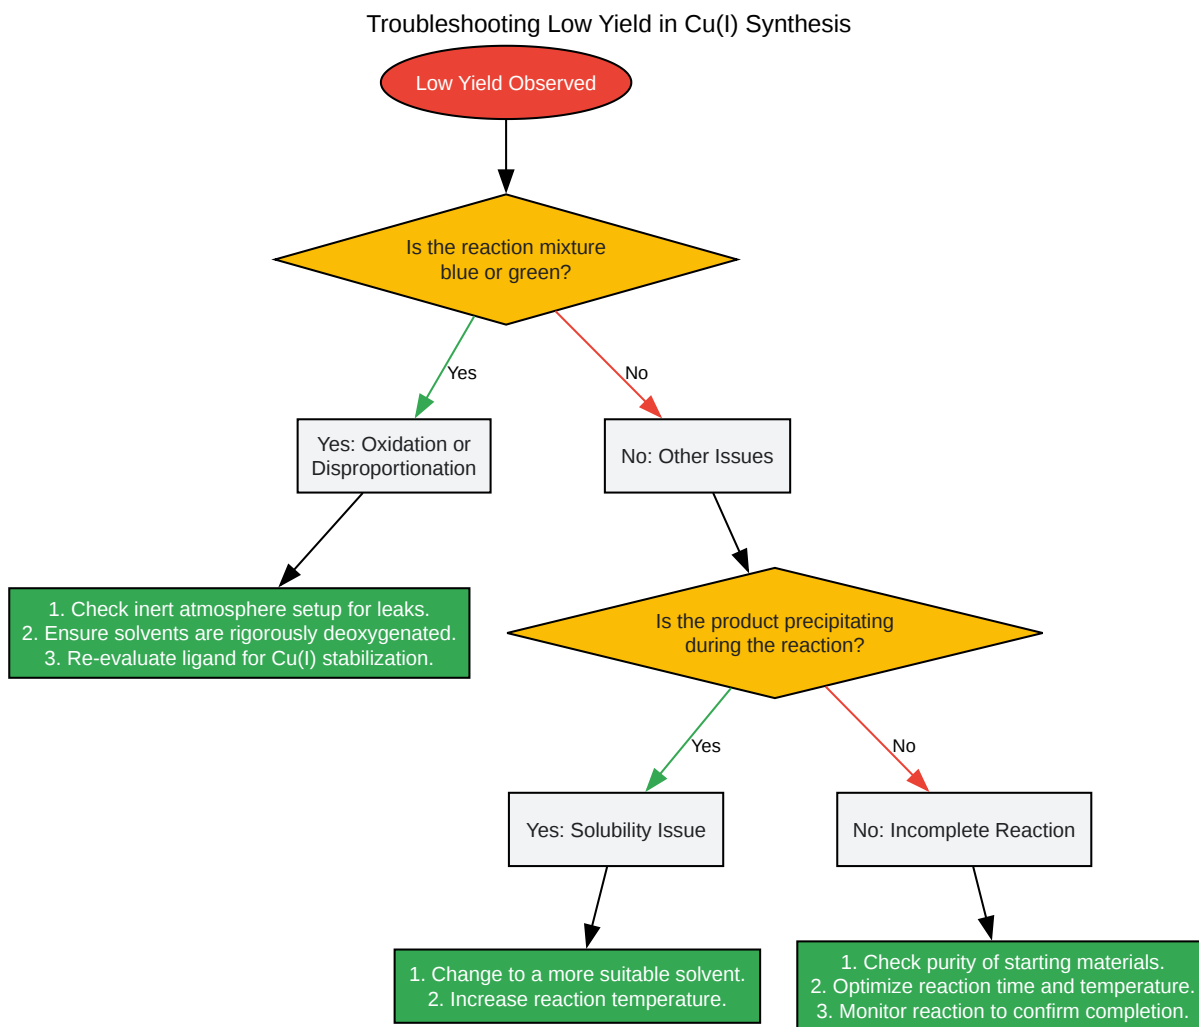 Troubleshooting Low Yield in Cu(I) Synthesis
Low Yield Observed
Is the reaction mixture
blue or green?
Yes
No
Yes: Oxidation or
Disproportionation
No: Other Issues
1. Check inert atmosphere setup for leaks.
2. Ensure solvents are rigorously deoxygenated.
3. Re-evaluate ligand for Cu(I) stabilization.
Is the product precipitating
during the reaction?
Yes
No
Yes: Solubility Issue
No: Incomplete Reaction
1. Change to a more suitable solvent.
2. Increase reaction temperature.
1. Check purity of starting materials.
2. Optimize reaction time and temperature.
3. Monitor reaction to confirm completion.